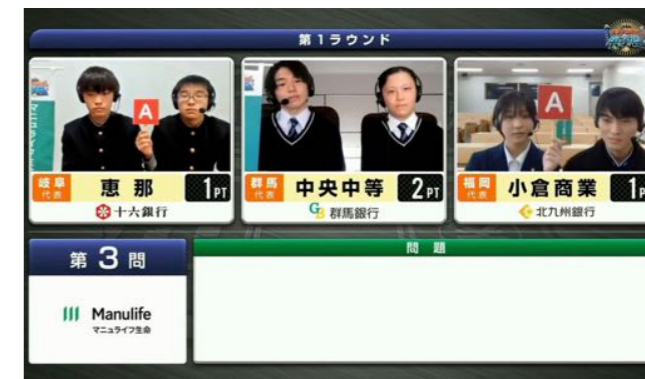 第1ラウンド
A
A
岐阜代表
恵那
1PT
十六銀行
群馬代表
中央中等
2PT
GB 群馬銀行
福岡代表
小倉商業
1P
北九州銀行
第3問
Manulife
マニュライフ生命
問題